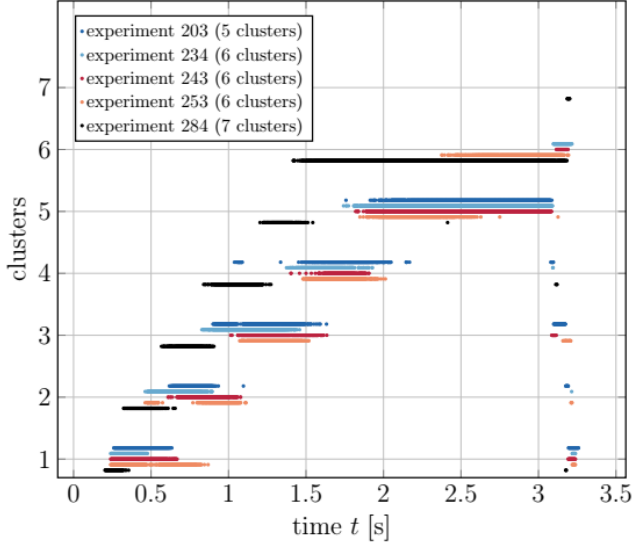 experiment 203 (5 clusters)
experiment 234 (6 clusters)
experiment 243 (6 clusters)
experiment 253 (6 clusters)
experiment 284 (7 clusters)
7
6
5
4
3
2
1
clusters
0 0.5 1 1.5 2 2.5 3 3.5
time t [s]